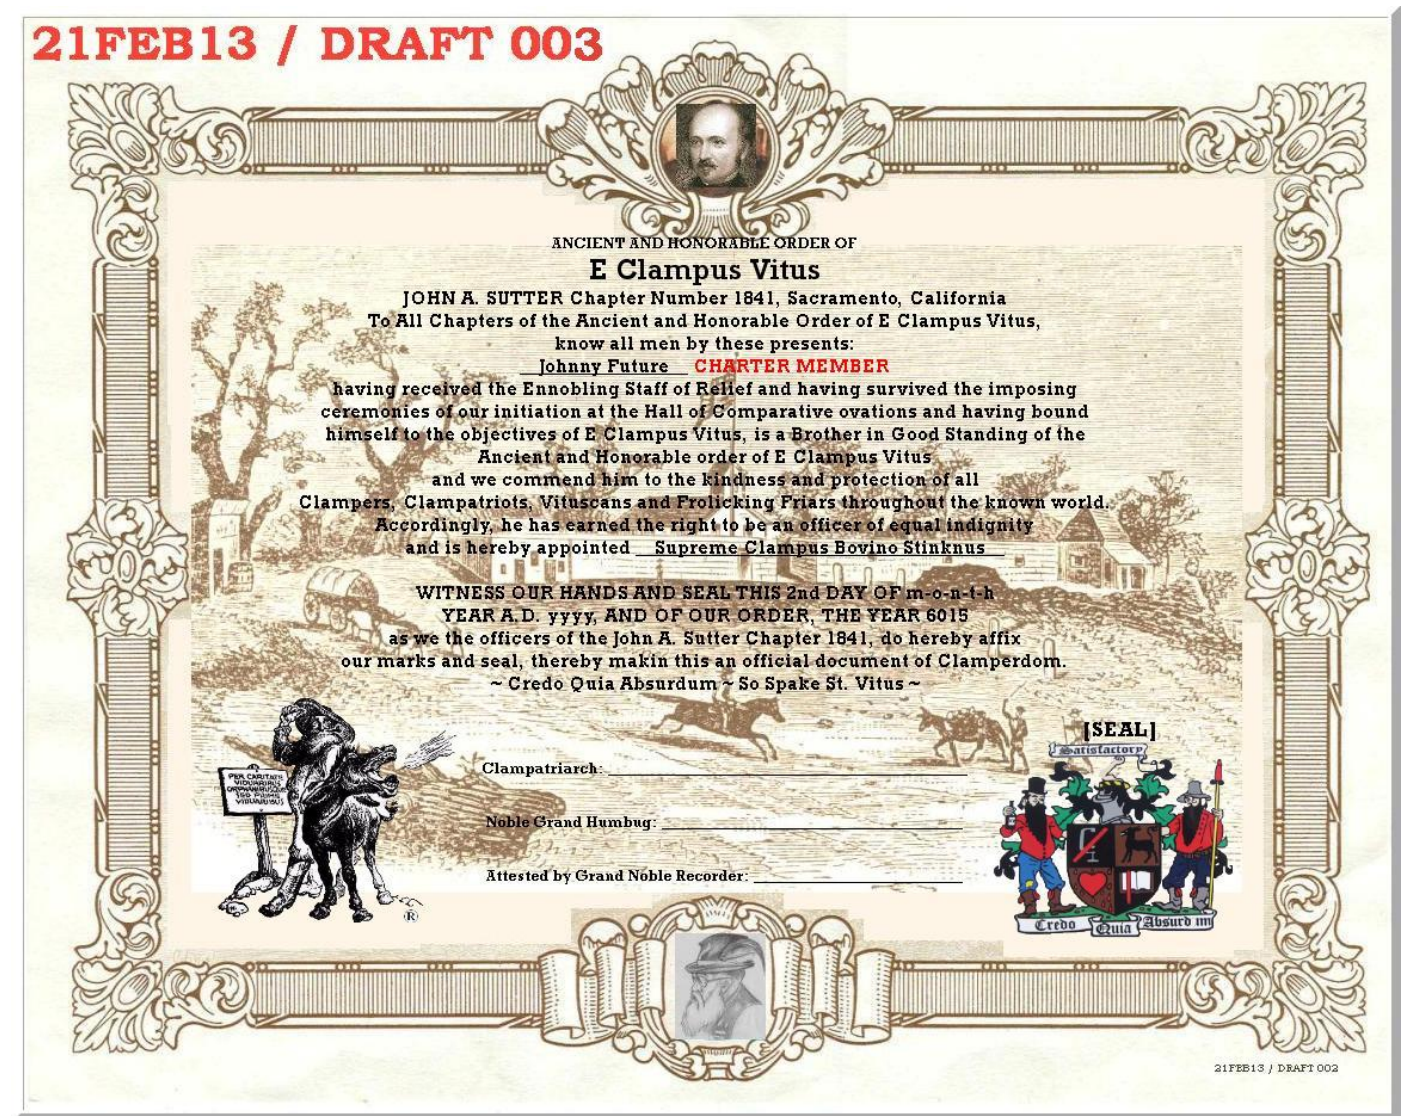 21FEB13 / DRAFT 003
ANCIENT AND HONORABLE ORDER OF
E Clampus Vitus
JOHN A. SUTTER Chapter Number 1841, Sacramento, California
To All Chapters of the Ancient and Honorable Order of E Clampus Vitus,
know all men by these presents:
Johnny Future CHARTER MEMBER
having received the Ennobling Staff of Relief and having survived the imposing
ceremonies of our initiation at the Hall of Comparative ovations and having bound
himself to the objectives of E Clampus Vitus, is a Brother in Good Standing of the
Ancient and Honorable order of E Clampus Vitus
and we commend him to the kindness and protection of all
Clampers, Clampatriots, Vituscans and Frolicking Friars throughout the known world.
Accordingly, he has earned the right to be an officer of equal indignity
and is hereby appointed Supreme Clampus Bovino Stinknus
WITNESS OUR HANDS AND SEAL THIS 2nd DAY OF m-o-n-t-h
YEAR A.D. yyyy, AND OF OUR ORDER, THE YEAR 6015
as we the officers of the John A. Sutter Chapter 1841, do hereby affix
our marks and seal, thereby makin this an official document of Clamperdom.
~ Credo Quia Absurdum ~ So Spake St. Vitus ~
[SEAL]
Satisfactory
Clampatriarch:
PER CARITATE
VIDUARIBUS
ORPHANIBUSQUE
SED PRIME
VIDUARIBUS
Noble Grand Humbug:
Attested by Grand Noble Recorder:
®
Credo Quia Absurdum
21FEB13 / DRAFT 002